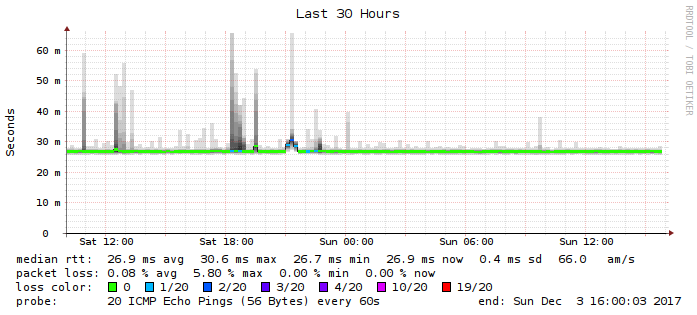 Last 30 Hours
RRDTOOL / TOBI OETIKER
Seconds
60 m
50 m
40 m
30 m
20 m
10 m
0
Sat 12:00 Sat 18:00 Sun 00:00 Sun 06:00 Sun 12:00
median rtt: 26.9 ms avg 30.6 ms max 26.7 ms min 26.9 ms now 0.4 ms sd 66.0 am/s
packet loss: 0.08 % avg 5.80 % max 0.00 % min 0.00 % now
loss color: 0 1/20 2/20 3/20 4/20 10/20 19/20
probe: 20 ICMP Echo Pings (56 Bytes) every 60s end: Sun Dec 3 16:00:03 2017